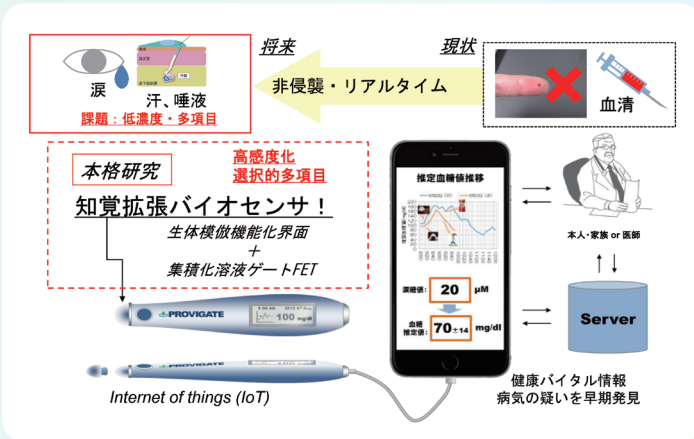 将来
現状
涙
汗、唾液
課題：低濃度・多項目
非侵襲・リアルタイム
血清
本格研究
高感度化
選択的多項目
知覚拡張バイオセンサ！
生体模倣機能化界面
＋
集積化溶液ゲートFET
推定血糖値推移
涙糖値：
20
μM
血糖
推定値：
70±14
mg/dl
本人・家族 or 医師
Server
PROVIGATE
100 mg/dl
PROVIGATE
Internet of things (IoT)
健康バイタル情報
病気の疑いを早期発見